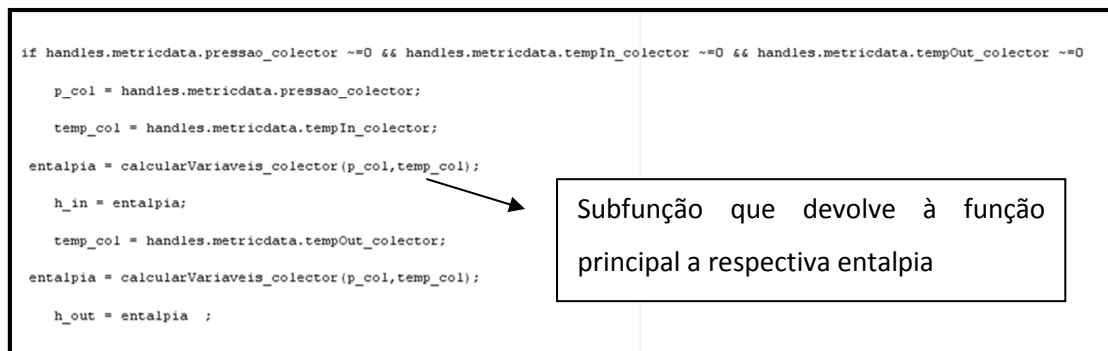 if handles.metricdata.pressao_colector ~=0 && handles.metricdata.tempIn_colector ~=0 && handles.metricdata.tempOut_colector ~=0
p_col = handles.metricdata.pressao_colector;
temp_col = handles.metricdata.tempIn_colector;
entalpia = calcularVariaveis_colector(p_col,temp_col);
h_in = entalpia;
temp_col = handles.metricdata.tempOut_colector;
entalpia = calcularVariaveis_colector(p_col,temp_col);
h_out = entalpia ;
Subfunção que devolve à função
principal a respectiva entalpia